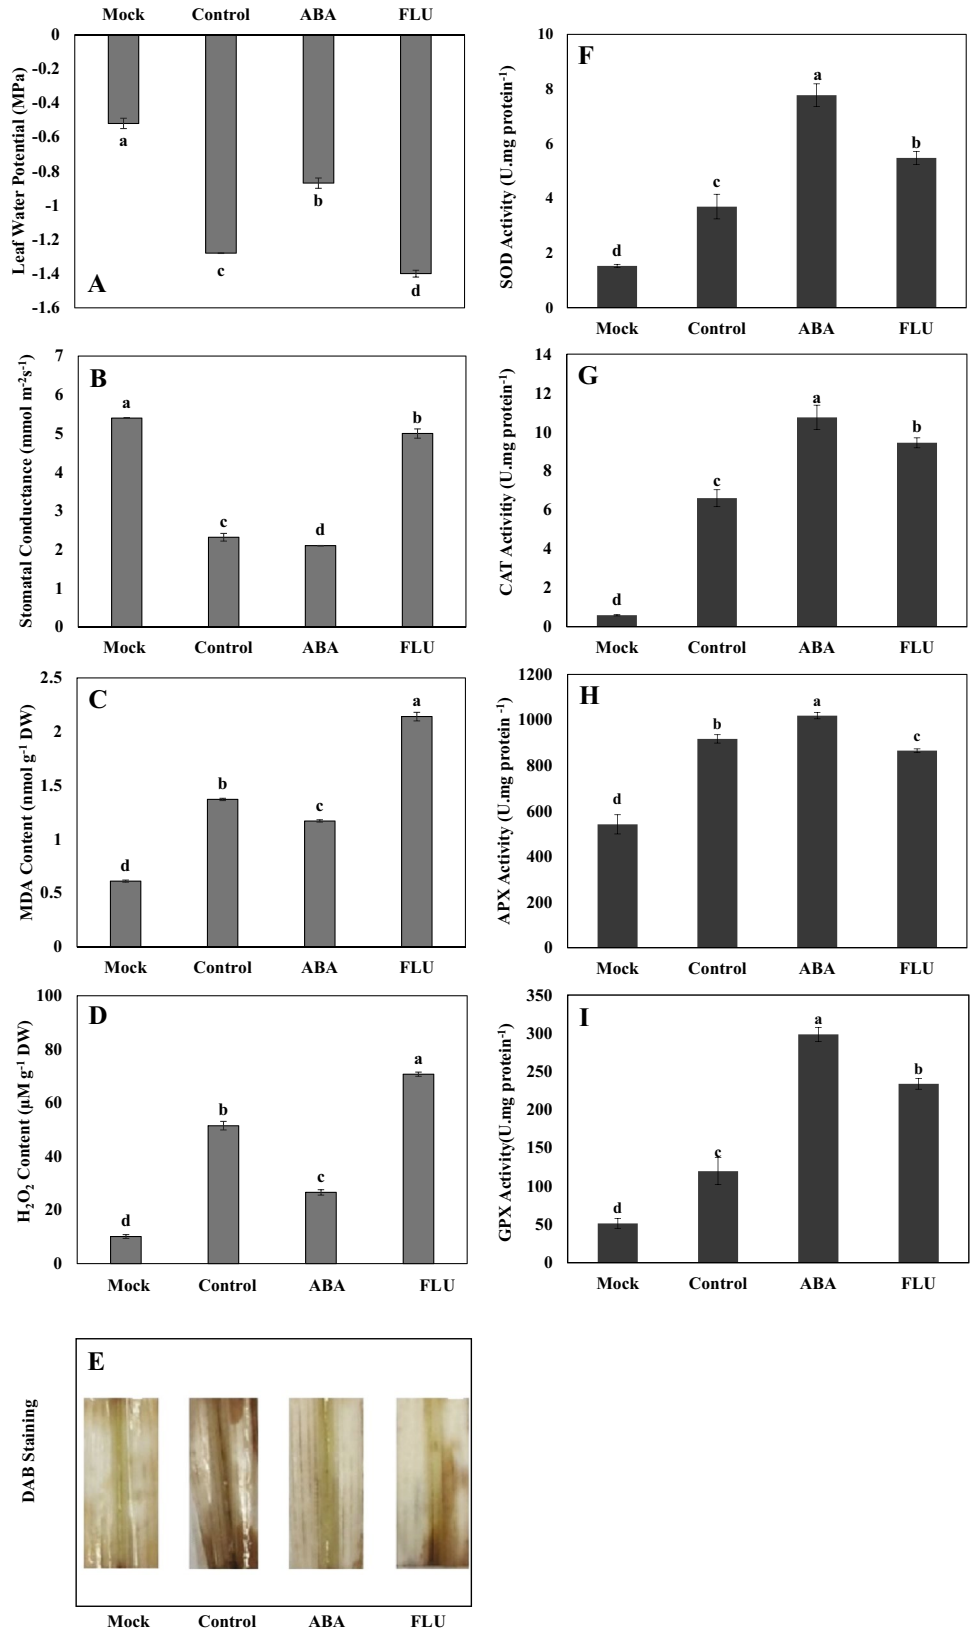 Mock Control ABA FLU
Leaf Water Potential (MPa)
0
-0.2
-0.4
-0.6
-0.8
-1
-1.2
-1.4
-1.6
a
c
b
d
A
Stomatal Conductance (mmol m⁻²s⁻¹)
7
6
5
4
3
2
1
0
B
a
c
d
b
Mock Control ABA FLU
MDA Content (nmol g⁻¹ DW)
2.5
2
1.5
1
0.5
0
C
d
b
c
a
Mock Control ABA FLU
H₂O₂ Content (µM g⁻¹ DW)
100
80
60
40
20
0
D
d
b
c
a
Mock Control ABA FLU
DAB Staining
E
Mock Control ABA FLU
SOD Activity (U.mg protein⁻¹)
10
8
6
4
2
0
F
d
c
a
b
Mock Control ABA FLU
CAT Activitiy (U.mg protein⁻¹)
14
12
10
8
6
4
2
0
G
d
c
a
b
Mock Control ABA FLU
APX Activity (U.mg protein ⁻¹)
1200
1000
800
600
400
200
0
H
d
b
a
c
Mock Control ABA FLU
GPX Activity(U.mg protein⁻¹)
350
300
250
200
150
100
50
0
I
d
c
a
b
Mock Control ABA FLU